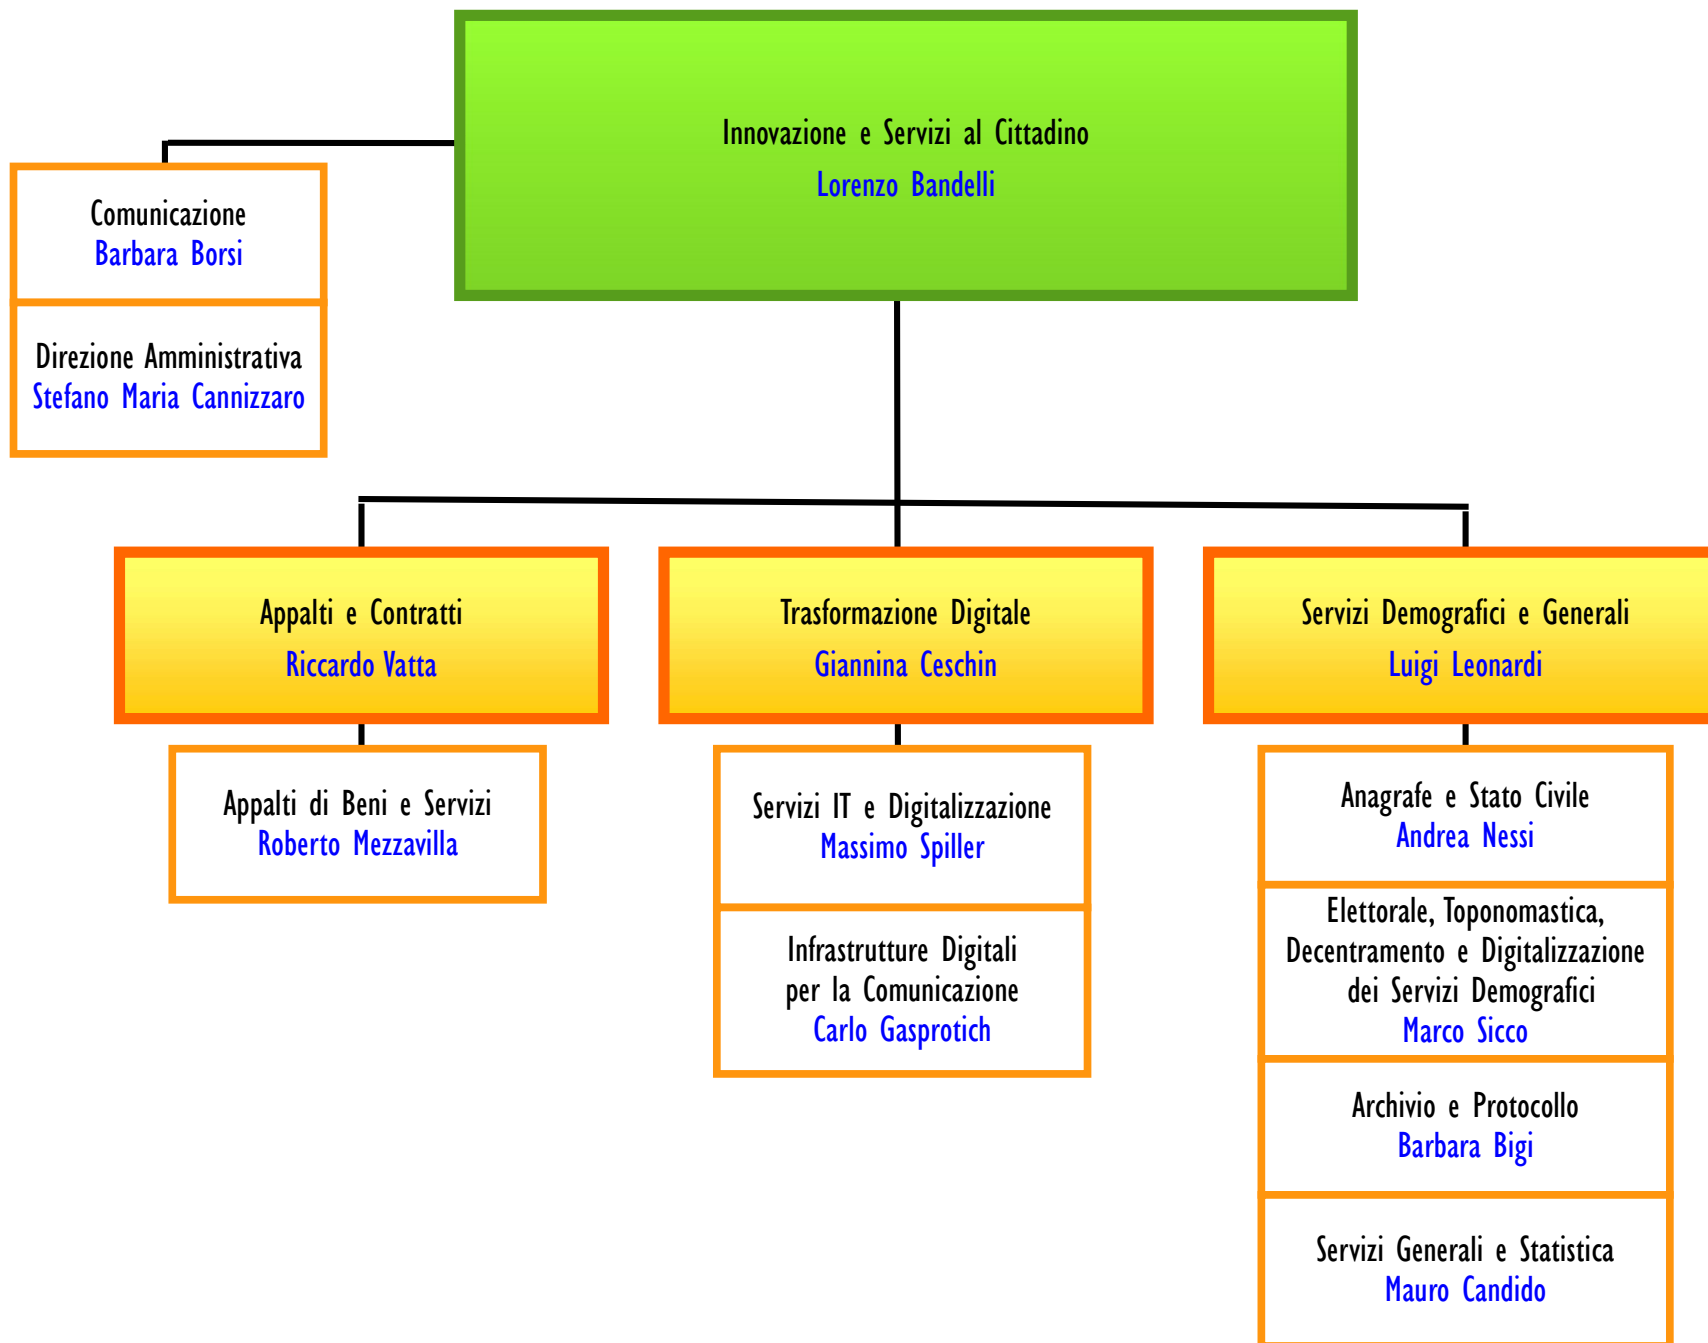 Innovazione e Servizi al Cittadino
Lorenzo Bandelli
Comunicazione
Barbara Borsi
Direzione Amministrativa
Stefano Maria Cannizzaro
Appalti e Contratti
Riccardo Vatta
Trasformazione Digitale
Giannina Ceschin
Servizi Demografici e Generali
Luigi Leonardi
Appalti di Beni e Servizi
Roberto Mezzavilla
Servizi IT e Digitalizzazione
Massimo Spiller
Infrastrutture Digitali
per la Comunicazione
Carlo Gasprotich
Anagrafe e Stato Civile
Andrea Nessi
Elettorale, Toponomastica,
Decentramento e Digitalizzazione
dei Servizi Demografici
Marco Sicco
Archivio e Protocollo
Barbara Bigi
Servizi Generali e Statistica
Mauro Candido